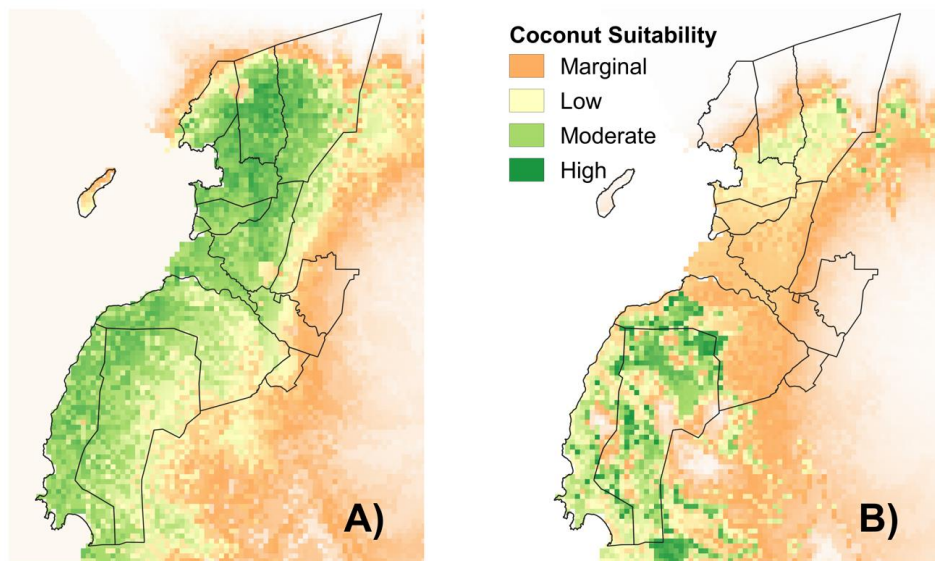 Coconut Suitability
Marginal
Low
Moderate
High
A)
B)